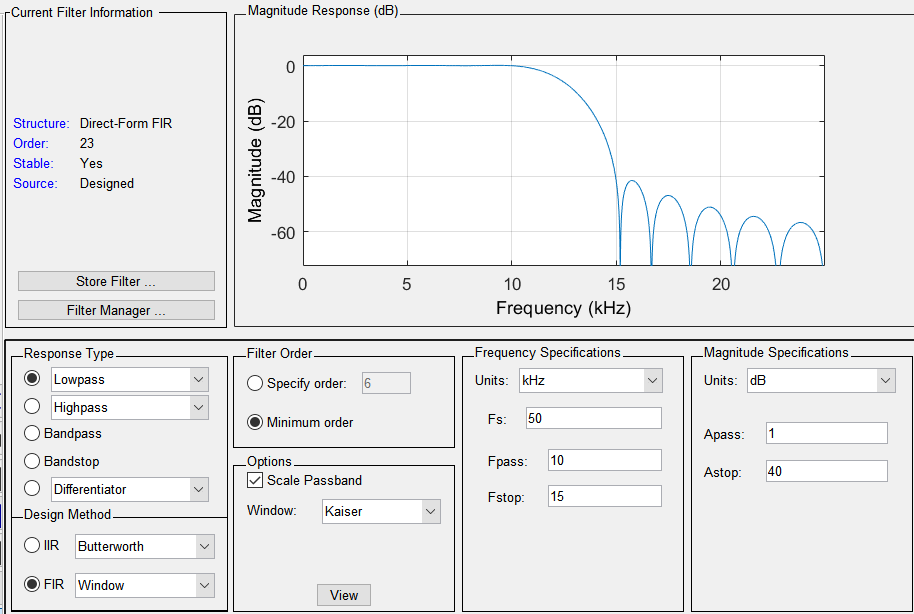 Current Filter Information
Structure: Direct-Form FIR
Order: 23
Stable: Yes
Source: Designed
Store Filter ...
Filter Manager ...
Magnitude Response (dB)
Magnitude (dB)
0
-20
-40
-60
0 5 10 15 20
Frequency (kHz)
Response Type
Lowpass
Highpass
Bandpass
Bandstop
Differentiator
Design Method
IIR Butterworth
FIR Window
Filter Order
Specify order: 6
Minimum order
Options
Scale Passband
Window: Kaiser
View
Frequency Specifications
Units: kHz
Fs: 50
Fpass: 10
Fstop: 15
Magnitude Specifications
Units: dB
Apass: 1
Astop: 40